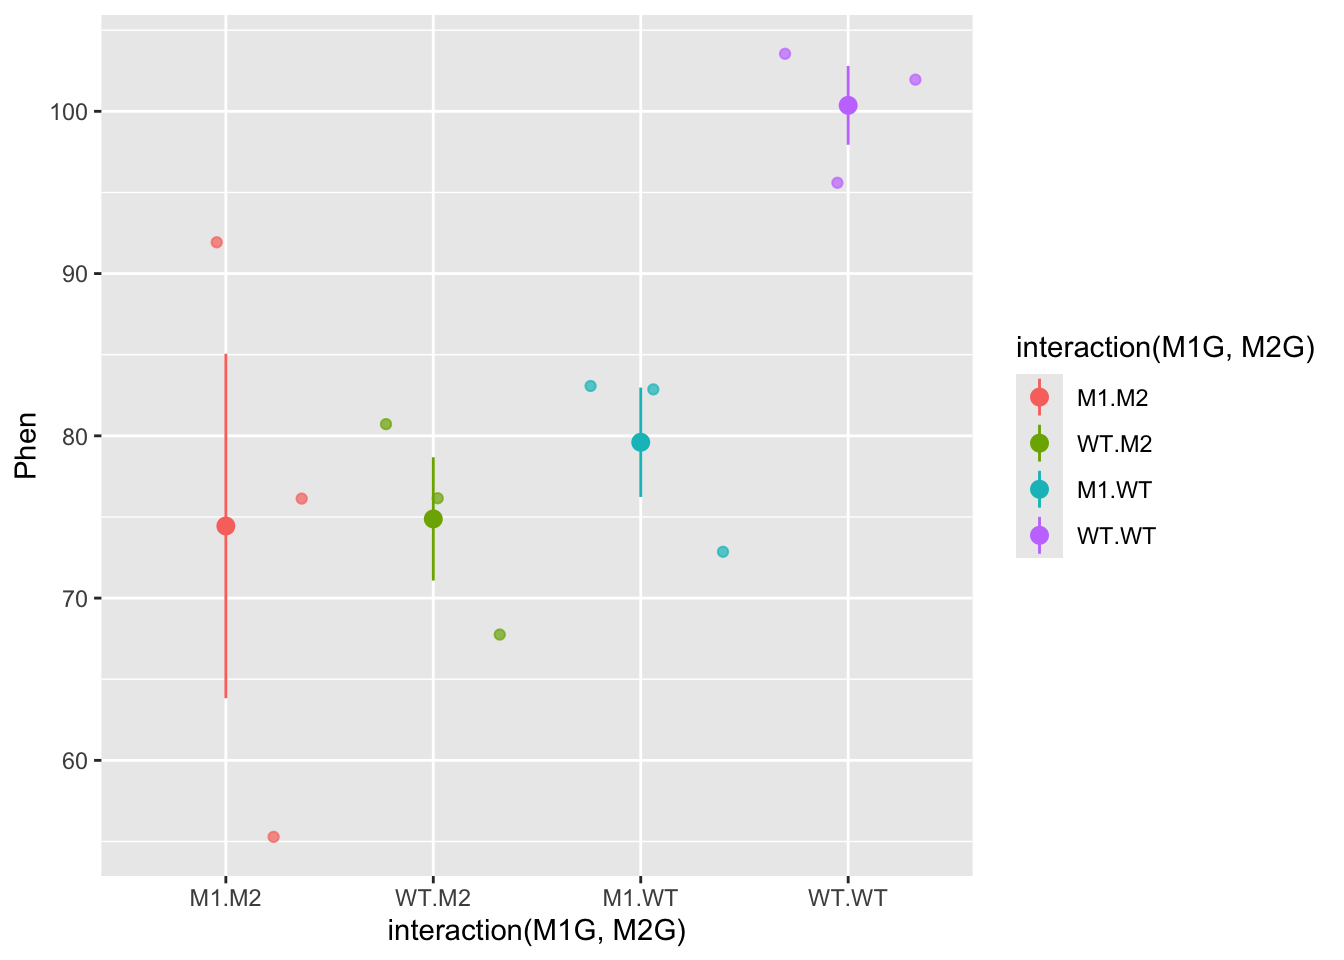 100
90
80
70
60
Phen
M1.M2
WT.M2
M1.WT
WT.WT
interaction(M1G, M2G)
interaction(M1G, M2G)
M1.M2
WT.M2
M1.WT
WT.WT